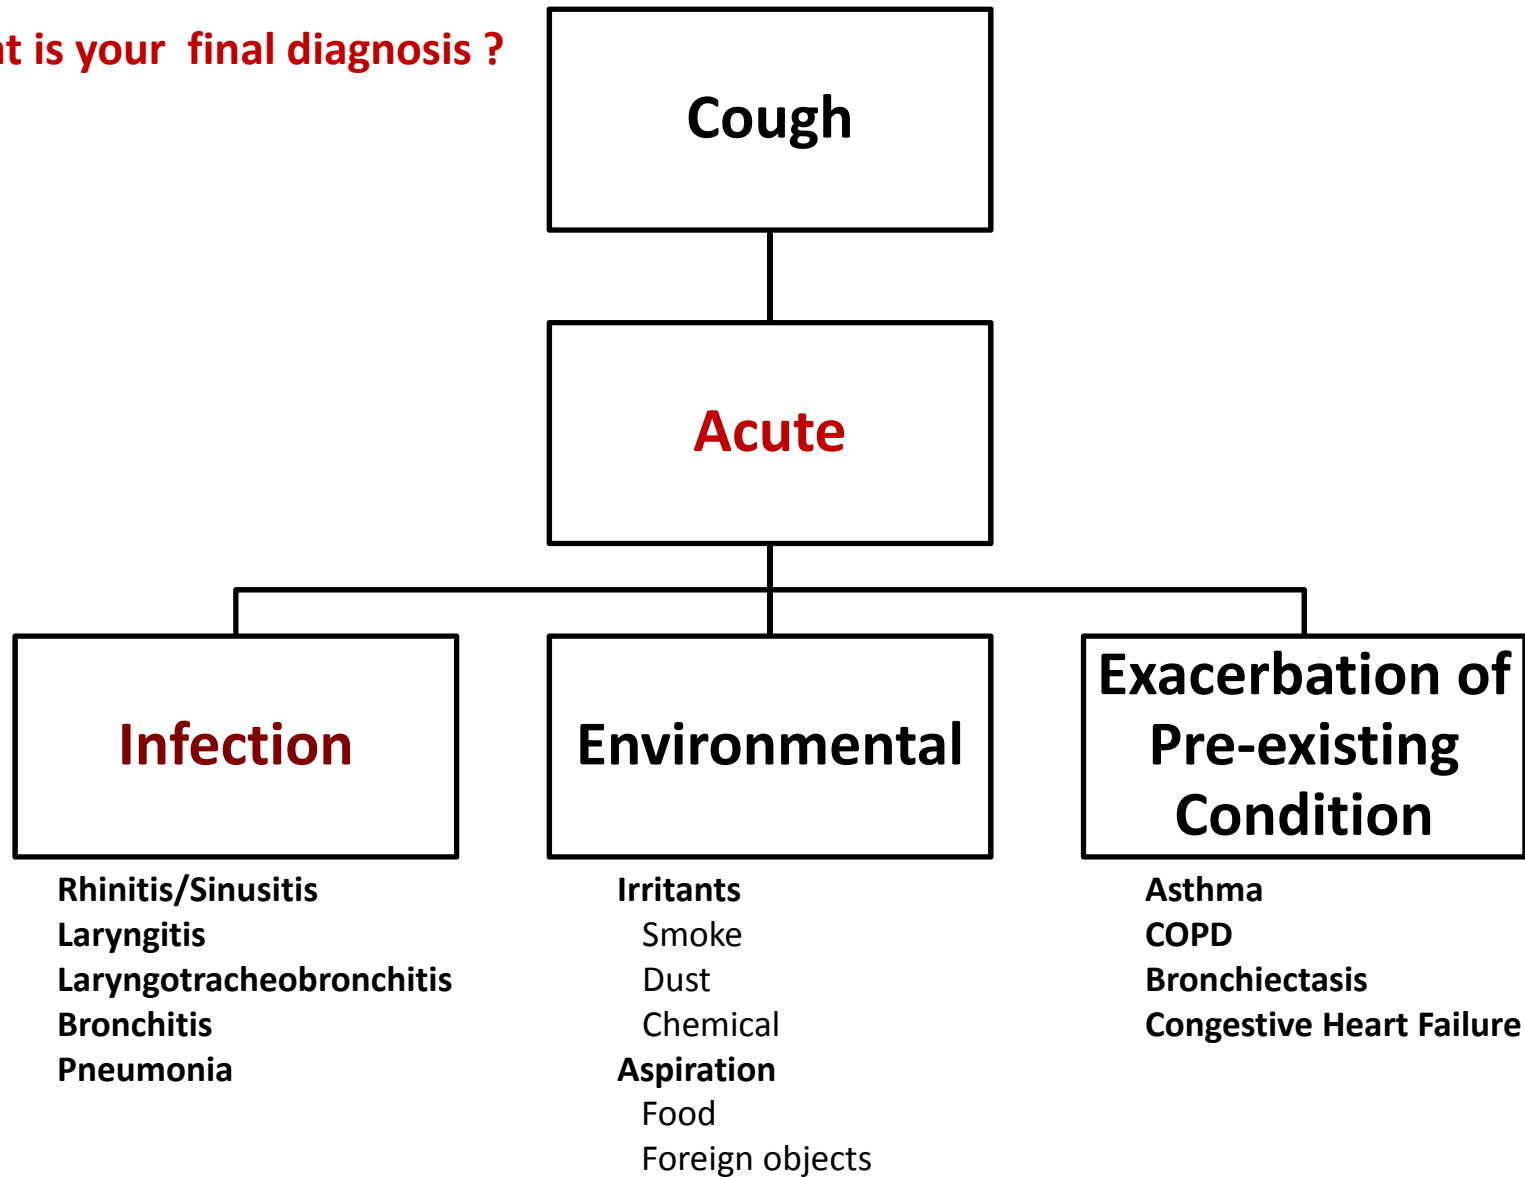 is your final diagnosis ?
Cough
Acute
Infection
Environmental
Exacerbation of
Pre-existing
Condition
Rhinitis/Sinusitis
Laryngitis
Laryngotracheobronchitis
Bronchitis
Pneumonia
Irritants
Smoke
Dust
Chemical
Aspiration
Food
Foreign objects
Asthma
COPD
Bronchiectasis
Congestive Heart Failure